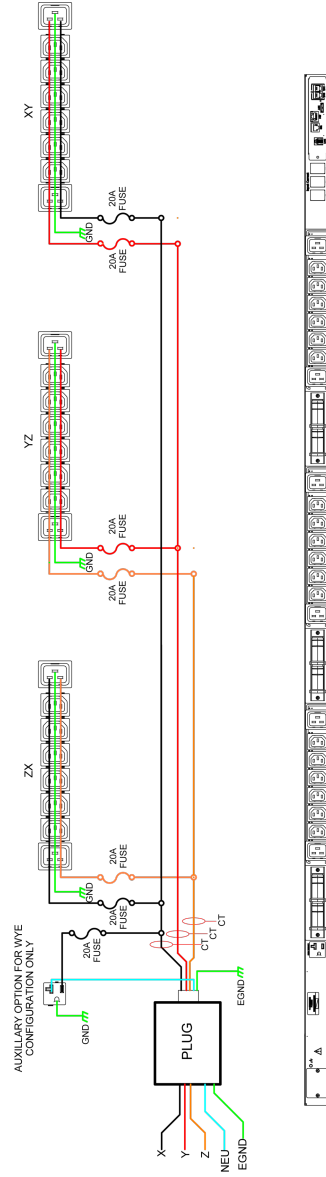 XY
20A
FUSE
20A
FUSE
GND
YZ
20A
FUSE
20A
FUSE
GND
ZX
20A
FUSE
20A
FUSE
GND
AUXILLARY OPTION FOR WYE
CONFIGURATION ONLY
20A
FUSE
GND
CT
CT
CT
EGND
PLUG
X
Y
Z
NEU
EGND